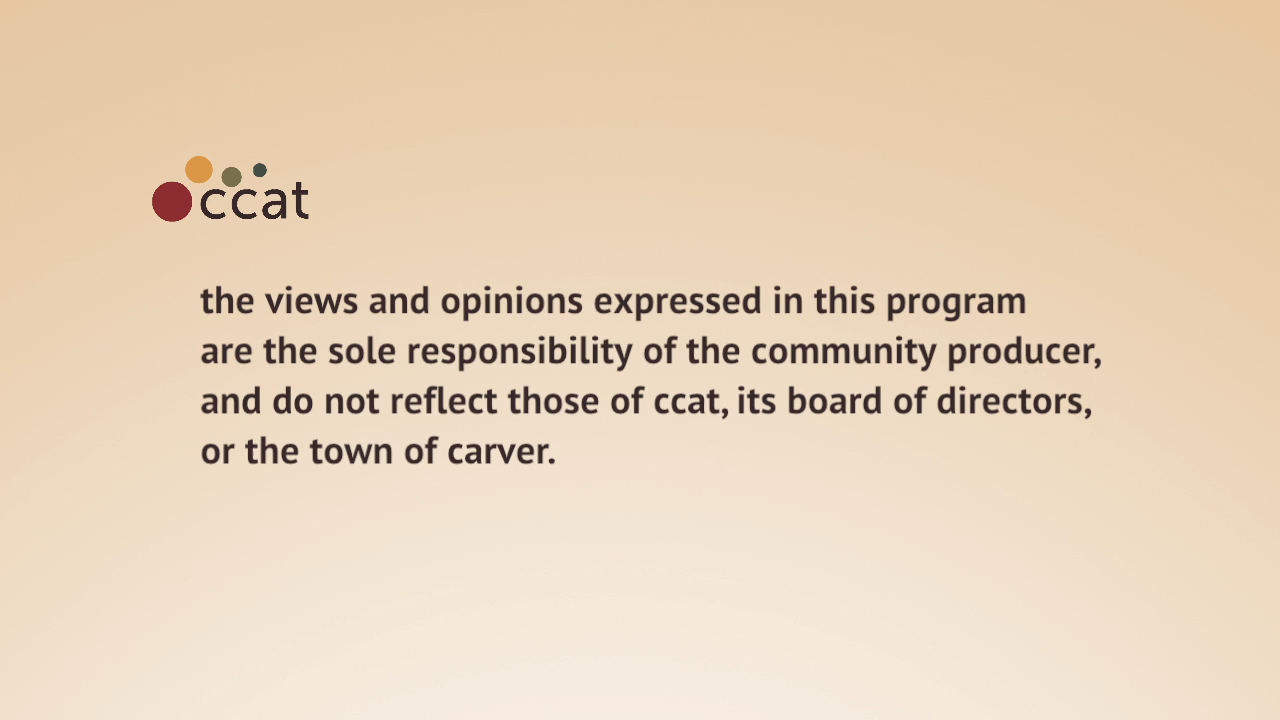 ccat
the views and opinions expressed in this program
are the sole responsibility of the community producer,
and do not reflect those of ccat, its board of directors,
or the town of carver.